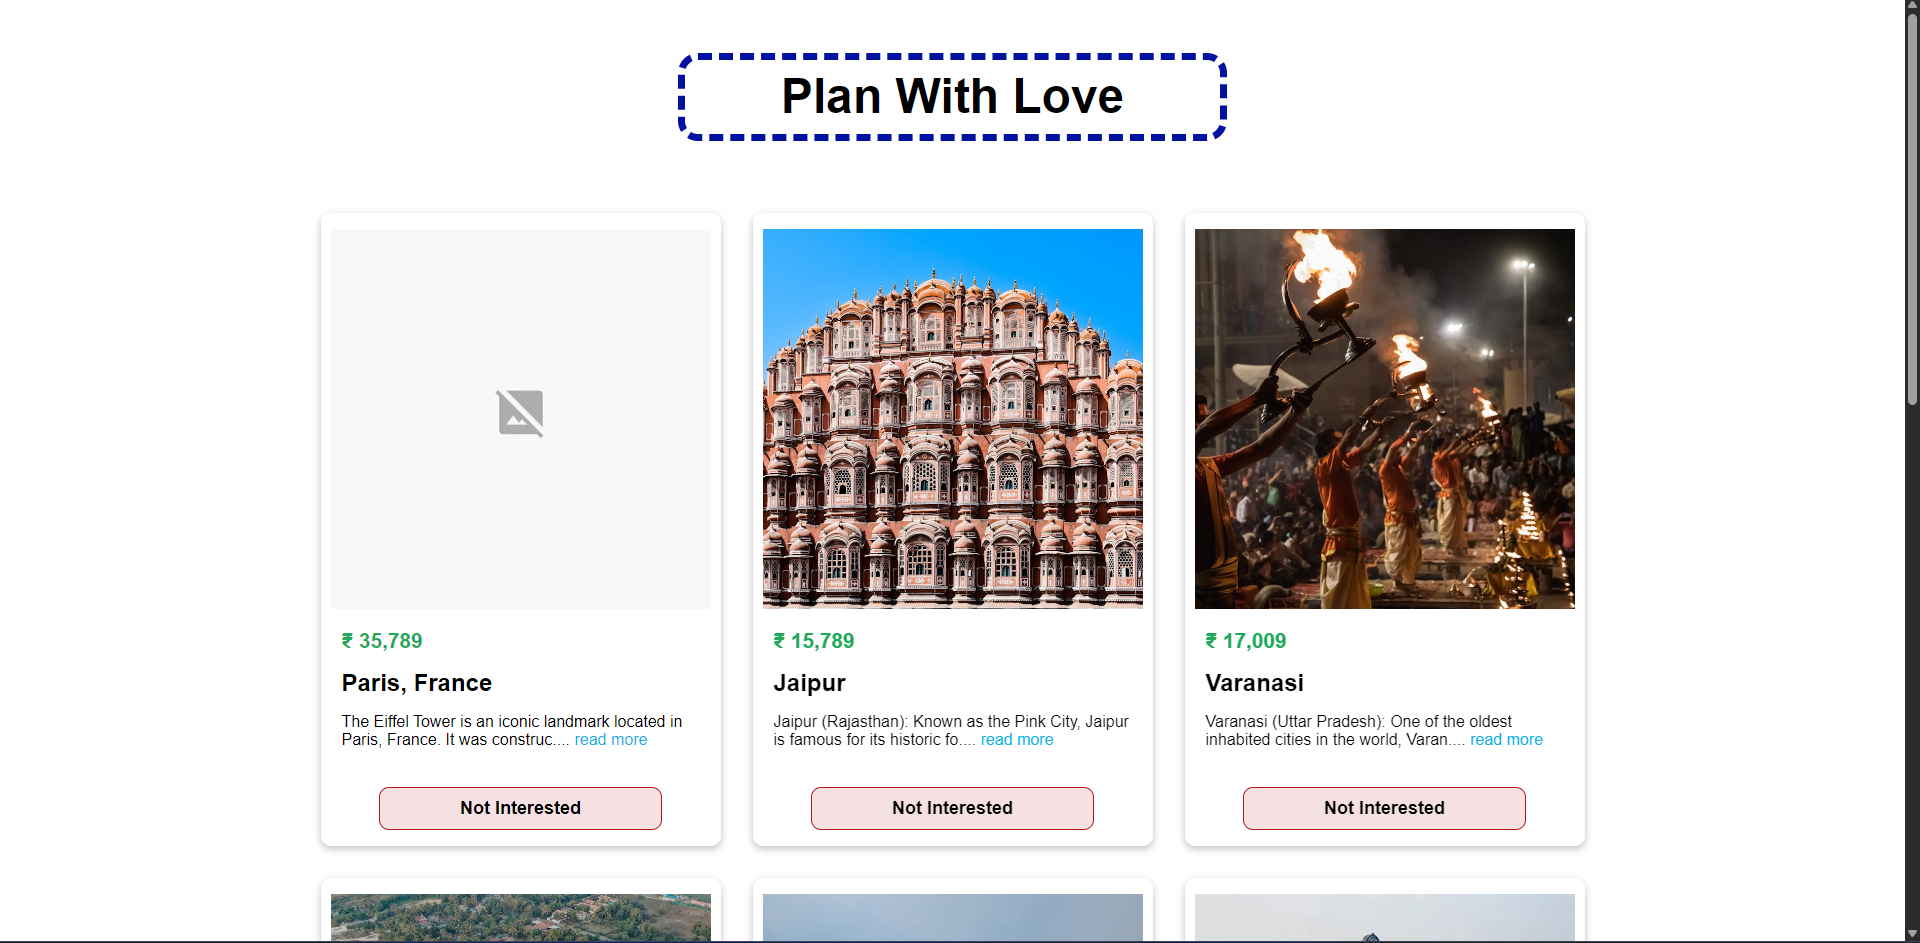 Plan With Love
₹ 35,789
Paris, France
The Eiffel Tower is an iconic landmark located in
Paris, France. It was construc.... read more
Not Interested
₹ 15,789
Jaipur
Jaipur (Rajasthan): Known as the Pink City, Jaipur
is famous for its historic fo.... read more
Not Interested
₹ 17,009
Varanasi
Varanasi (Uttar Pradesh): One of the oldest
inhabited cities in the world, Varan.... read more
Not Interested